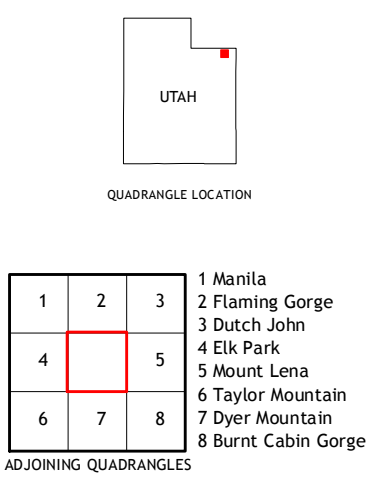 UTAH
QUADRANGLE LOCATION
1 2 3
4 5
6 7 8
1 Manila
2 Flaming Gorge
3 Dutch John
4 Elk Park
5 Mount Lena
6 Taylor Mountain
7 Dyer Mountain
8 Burnt Cabin Gorge
ADJOINING QUADRANGLES